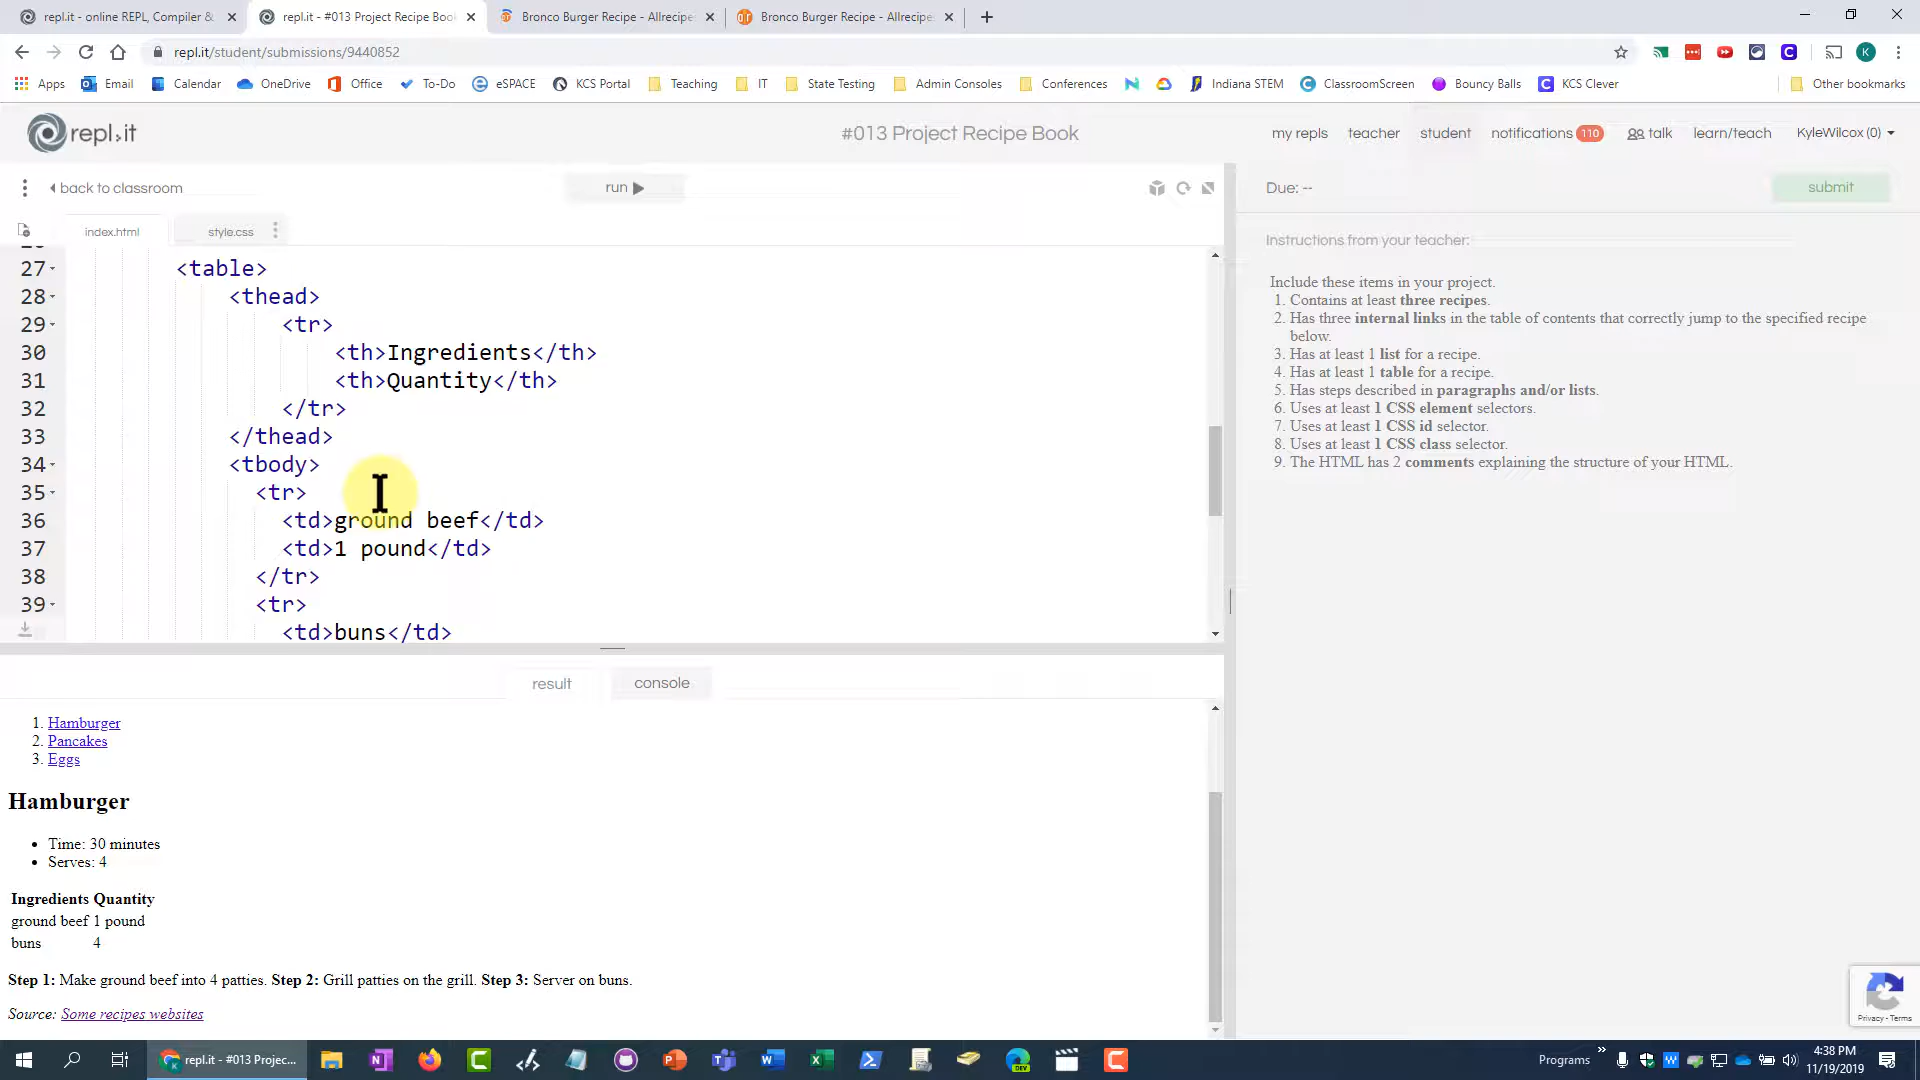 repl.it - online REPL, Compiler &
repl.it - #013 Project Recipe Book
Bronco Burger Recipe - Allrecipes
Bronco Burger Recipe - Allrecipes
repl.it/student/submissions/9440852
K
Apps
Email
Calendar
OneDrive
Office
To-Do
eSPACE
KCS Portal
Teaching
IT
State Testing
Admin Consoles
Conferences
Indiana STEM
ClassroomScreen
Bouncy Balls
KCS Clever
Other bookmarks
repl.it
#013 Project Recipe Book
my repls
teacher
student
notifications 110
talk
learn/teach
KyleWilcox (0)
back to classroom
run
Due: --
submit
index.html
style.css
Instructions from your teacher:
27 <table>
28 <thead>
29 <tr>
30 <th>Ingredients</th>
31 <th>Quantity</th>
32 </tr>
33 </thead>
34 <tbody>
35 <tr>
36 <td>ground beef</td>
37 <td>1 pound</td>
38 </tr>
39 <tr>
<td>buns</td>
Include these items in your project.
1. Contains at least three recipes.
2. Has three internal links in the table of contents that correctly jump to the specified recipe
below.
3. Has at least 1 list for a recipe.
4. Has at least 1 table for a recipe.
5. Has steps described in paragraphs and/or lists.
6. Uses at least 1 CSS element selectors.
7. Uses at least 1 CSS id selector.
8. Uses at least 1 CSS class selector.
9. The HTML has 2 comments explaining the structure of your HTML.
result
console
1. Hamburger
2. Pancakes
3. Eggs
Hamburger
• Time: 30 minutes
• Serves: 4
Ingredients Quantity
ground beef 1 pound
buns 4
Step 1: Make ground beef into 4 patties. Step 2: Grill patties on the grill. Step 3: Server on buns.
Source: Some recipes websites
Privacy - Terms
repl.it - #013 Projec...
Programs
4:38 PM
11/19/2019